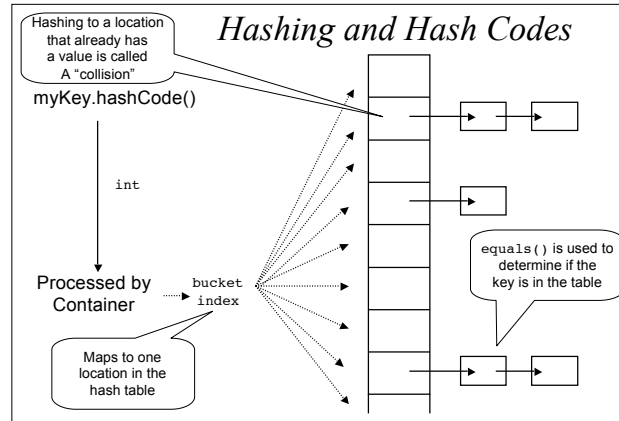 Hashing and Hash Codes
Hashing to a location
that already has
a value is called
A “collision”
myKey.hashCode()
int
Processed by
Container
bucket
index
Maps to one
location in the
hash table
equals() is used to
determine if the
key is in the table